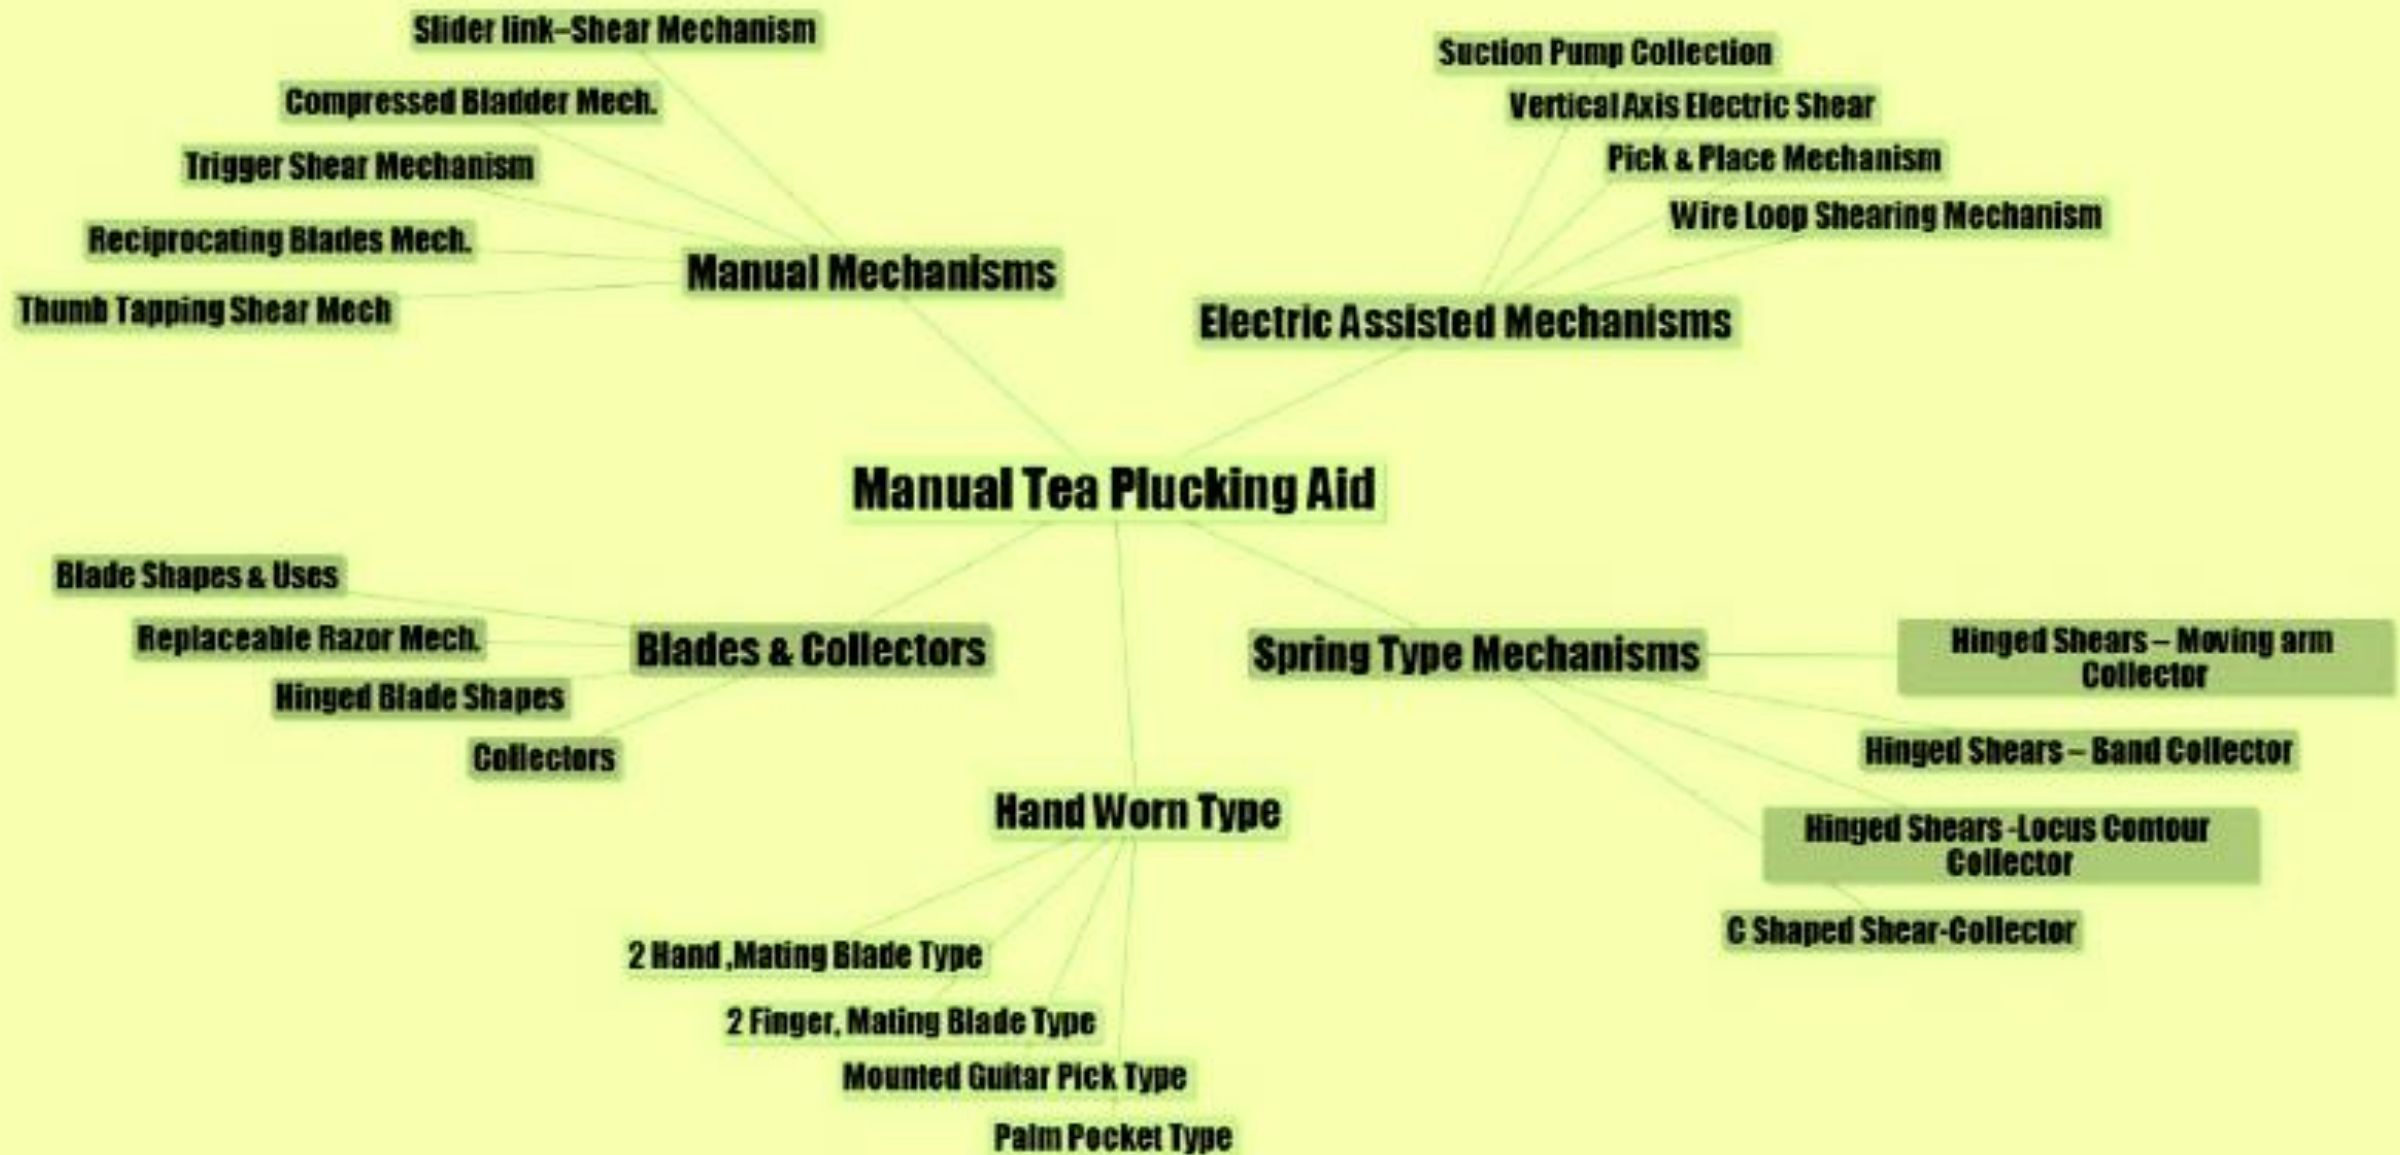 Slider link–Shear Mechanism
Compressed Bladder Mech.
Trigger Shear Mechanism
Reciprocating Blades Mech.
Thumb Tapping Shear Mech
Manual Mechanisms
Suction Pump Collection
Vertical Axis Electric Shear
Pick & Place Mechanism
Wire Loop Shearing Mechanism
Electric Assisted Mechanisms
Manual Tea Plucking Aid
Blade Shapes & Uses
Replaceable Razor Mech.
Hinged Blade Shapes
Collectors
Blades & Collectors
Spring Type Mechanisms
Hinged Shears – Moving arm
Collector
Hinged Shears – Band Collector
Hinged Shears -Locus Contour
Collector
C Shaped Shear-Collector
Hand Worn Type
2 Hand ,Mating Blade Type
2 Finger, Mating Blade Type
Mounted Guitar Pick Type
Palm Pocket Type